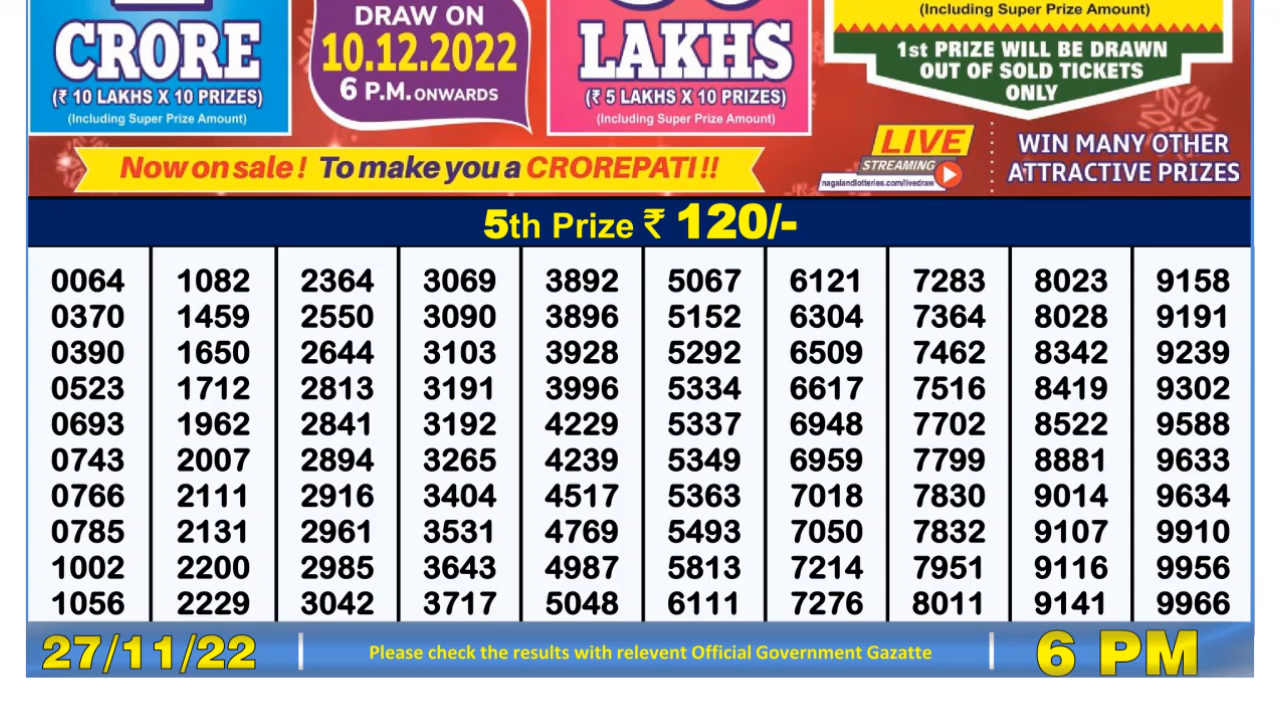 CRORE
(₹ 10 LAKHS X 10 PRIZES)
(Including Super Prize Amount)
DRAW ON
10.12.2022
6 P.M. ONWARDS
LAKHS
(₹ 5 LAKHS X 10 PRIZES)
(Including Super Prize Amount)
(Including Super Prize Amount)
1st PRIZE WILL BE DRAWN
OUT OF SOLD TICKETS
ONLY
Now on sale! To make you a CROREPATI!!
LIVE
STREAMING
nagalandlotteries.com/livedraw
WIN MANY OTHER
ATTRACTIVE PRIZES
5th Prize ₹ 120/-
0064 1082 2364 3069 3892 5067 6121 7283 8023 9158
0370 1459 2550 3090 3896 5152 6304 7364 8028 9191
0390 1650 2644 3103 3928 5292 6509 7462 8342 9239
0523 1712 2813 3191 3996 5334 6617 7516 8419 9302
0693 1962 2841 3192 4229 5337 6948 7702 8522 9588
0743 2007 2894 3265 4239 5349 6959 7799 8881 9633
0766 2111 2916 3404 4517 5363 7018 7830 9014 9634
0785 2131 2961 3531 4769 5493 7050 7832 9107 9910
1002 2200 2985 3643 4987 5813 7214 7951 9116 9956
1056 2229 3042 3717 5048 6111 7276 8011 9141 9966
27/11/22
Please check the results with relevent Official Government Gazatte
6 PM